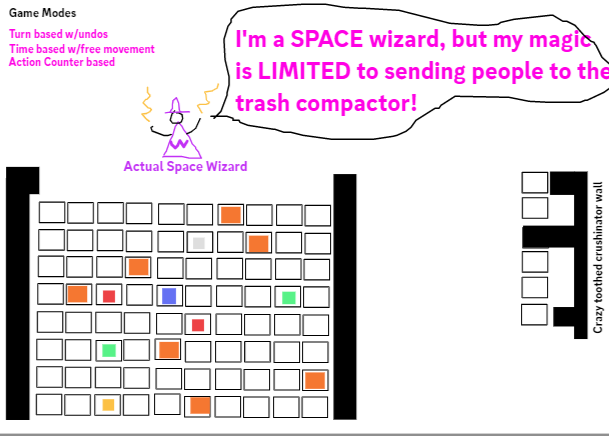 Game Modes
Turn based w/undos
Time based w/free movement
Action Counter based
I'm a SPACE wizard, but my magic
is LIMITED to sending people to the
trash compactor!
W
Actual Space Wizard
Crazy toothed crushinator wall